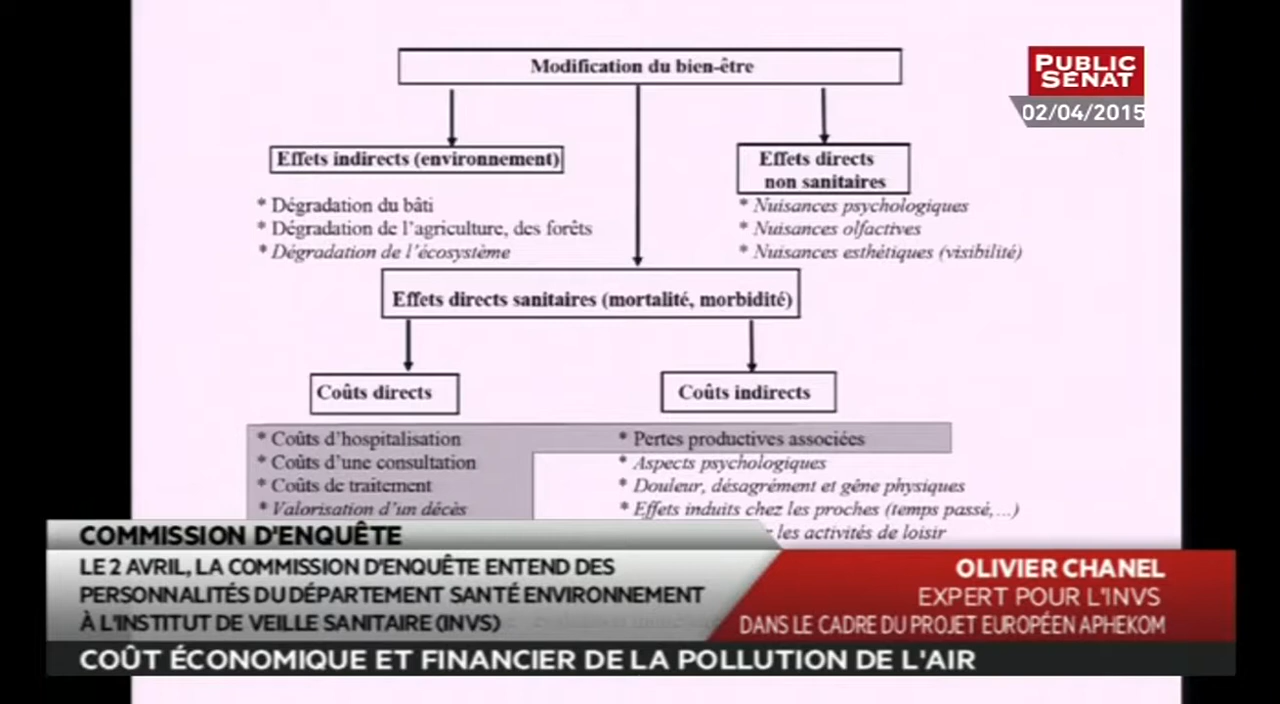 Modification du bien-être
PUBLIC
SÉNAT
02/04/2015
Effets indirects (environnement)
Effets directs
non sanitaires
* Dégradation du bâti
* Dégradation de l'agriculture, des forêts
* Dégradation de l'écosystème
* Nuisances psychologiques
* Nuisances olfactives
* Nuisances esthétiques (visibilité)
Effets directs sanitaires (mortalité, morbidité)
Coûts directs
Coûts indirects
* Coûts d'hospitalisation
* Coûts d'une consultation
* Coûts de traitement
* Valorisation d'un décès
* Pertes productives associées
* Aspects psychologiques
* Douleur, désagrément et gêne physiques
* Effets induits chez les proches (temps passé,...)
les activités de loisir
COMMISSION D'ENQUÊTE
LE 2 AVRIL, LA COMMISSION D'ENQUÊTE ENTEND DES
PERSONNALITÉS DU DÉPARTEMENT SANTÉ ENVIRONNEMENT
À L'INSTITUT DE VEILLE SANITAIRE (INVS)
OLIVIER CHANEL
EXPERT POUR L'INVS
DANS LE CADRE DU PROJET EUROPÉEN APHEKOM
COÛT ÉCONOMIQUE ET FINANCIER DE LA POLLUTION DE L'AIR